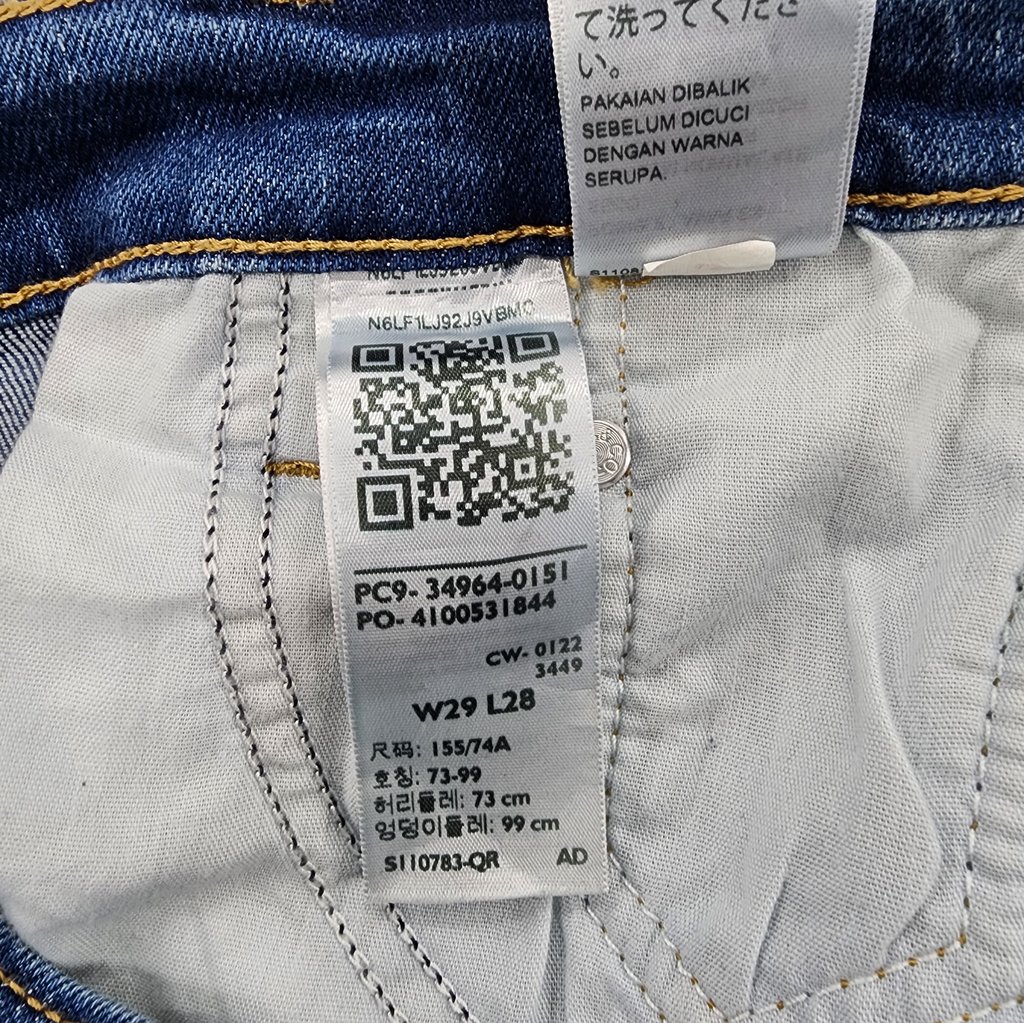 て洗ってくださ
い。
PAKAIAN DIBALIK
SEBELUM DICUCI
DENGAN WARNA
SERUPA.
N6LF1LJ92J9VBMC
PC9- 34964-0151
PO- 4100531844
CW- 0122
3449
W29 L28
尺码: 155/74A
호칭: 73-99
허리둘레: 73 cm
엉덩이둘레: 99 cm
S110783-QR AD